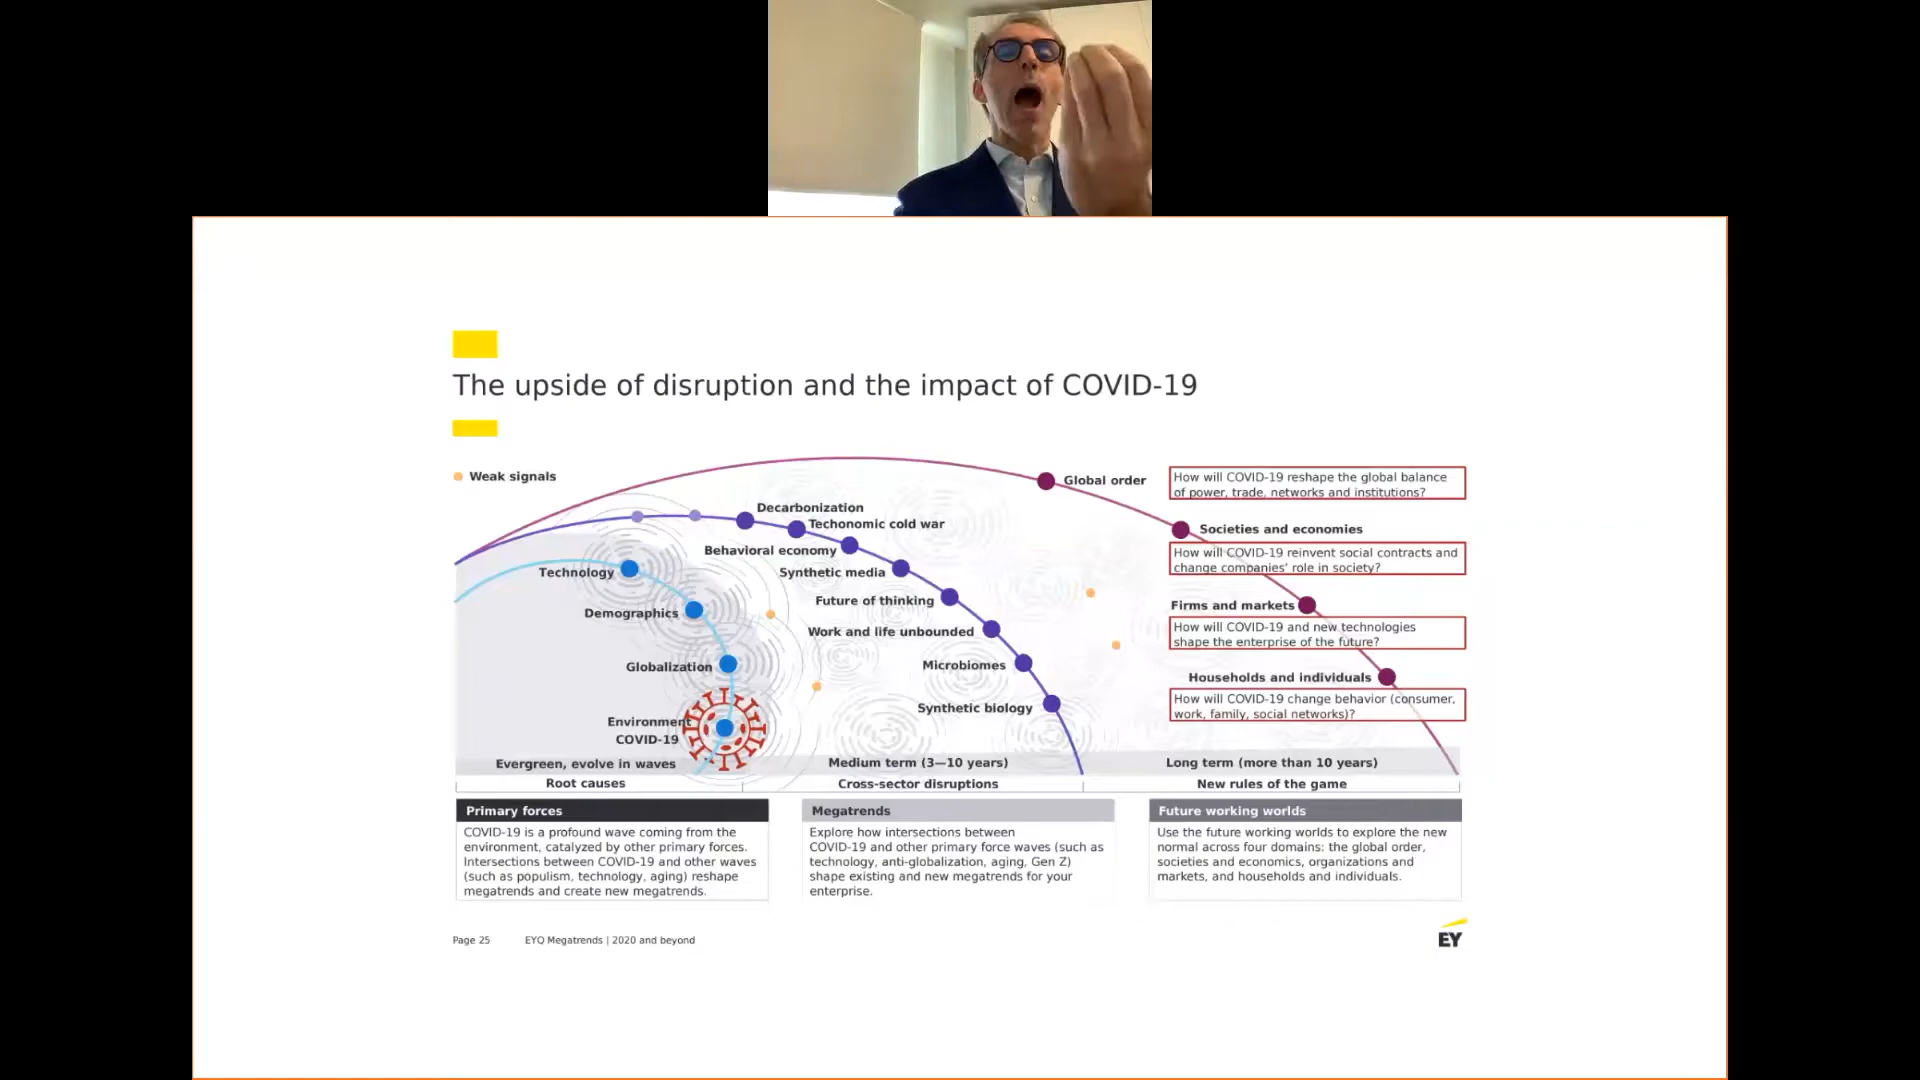 The upside of disruption and the impact of COVID-19
Weak signals
Global order
How will COVID-19 reshape the global balance
of power, trade, networks and institutions?
Decarbonization
Techonomic cold war
Societies and economies
Behavioral economy
How will COVID-19 reinvent social contracts and
change companies' role in society?
Technology
Synthetic media
Future of thinking
Firms and markets
Demographics
How will COVID-19 and new technologies
shape the enterprise of the future?
Work and life unbounded
Globalization
Microbiomes
Households and individuals
How will COVID-19 change behavior (consumer,
work, family, social networks)?
Synthetic biology
Environment
COVID-19
Evergreen, evolve in waves
Medium term (3—10 years)
Long term (more than 10 years)
Root causes
Cross-sector disruptions
New rules of the game
Primary forces
COVID-19 is a profound wave coming from the
environment, catalyzed by other primary forces.
Intersections between COVID-19 and other waves
(such as populism, technology, aging) reshape
megatrends and create new megatrends.
Megatrends
Explore how intersections between
COVID-19 and other primary force waves (such as
technology, anti-globalization, aging, Gen Z)
shape existing and new megatrends for your
enterprise.
Future working worlds
Use the future working worlds to explore the new
normal across four domains: the global order,
societies and economics, organizations and
markets, and households and individuals.
Page 25
EYQ Megatrends | 2020 and beyond
EY